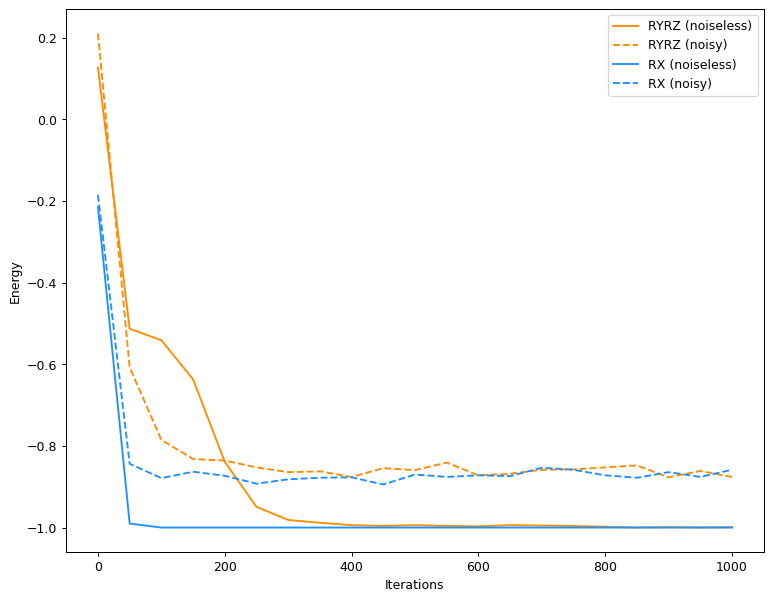 RYRZ (noiseless)
RYRZ (noisy)
RX (noiseless)
RX (noisy)
0.2
0.0
−0.2
−0.4
−0.6
−0.8
−1.0
Energy
0
200
400
600
800
1000
Iterations